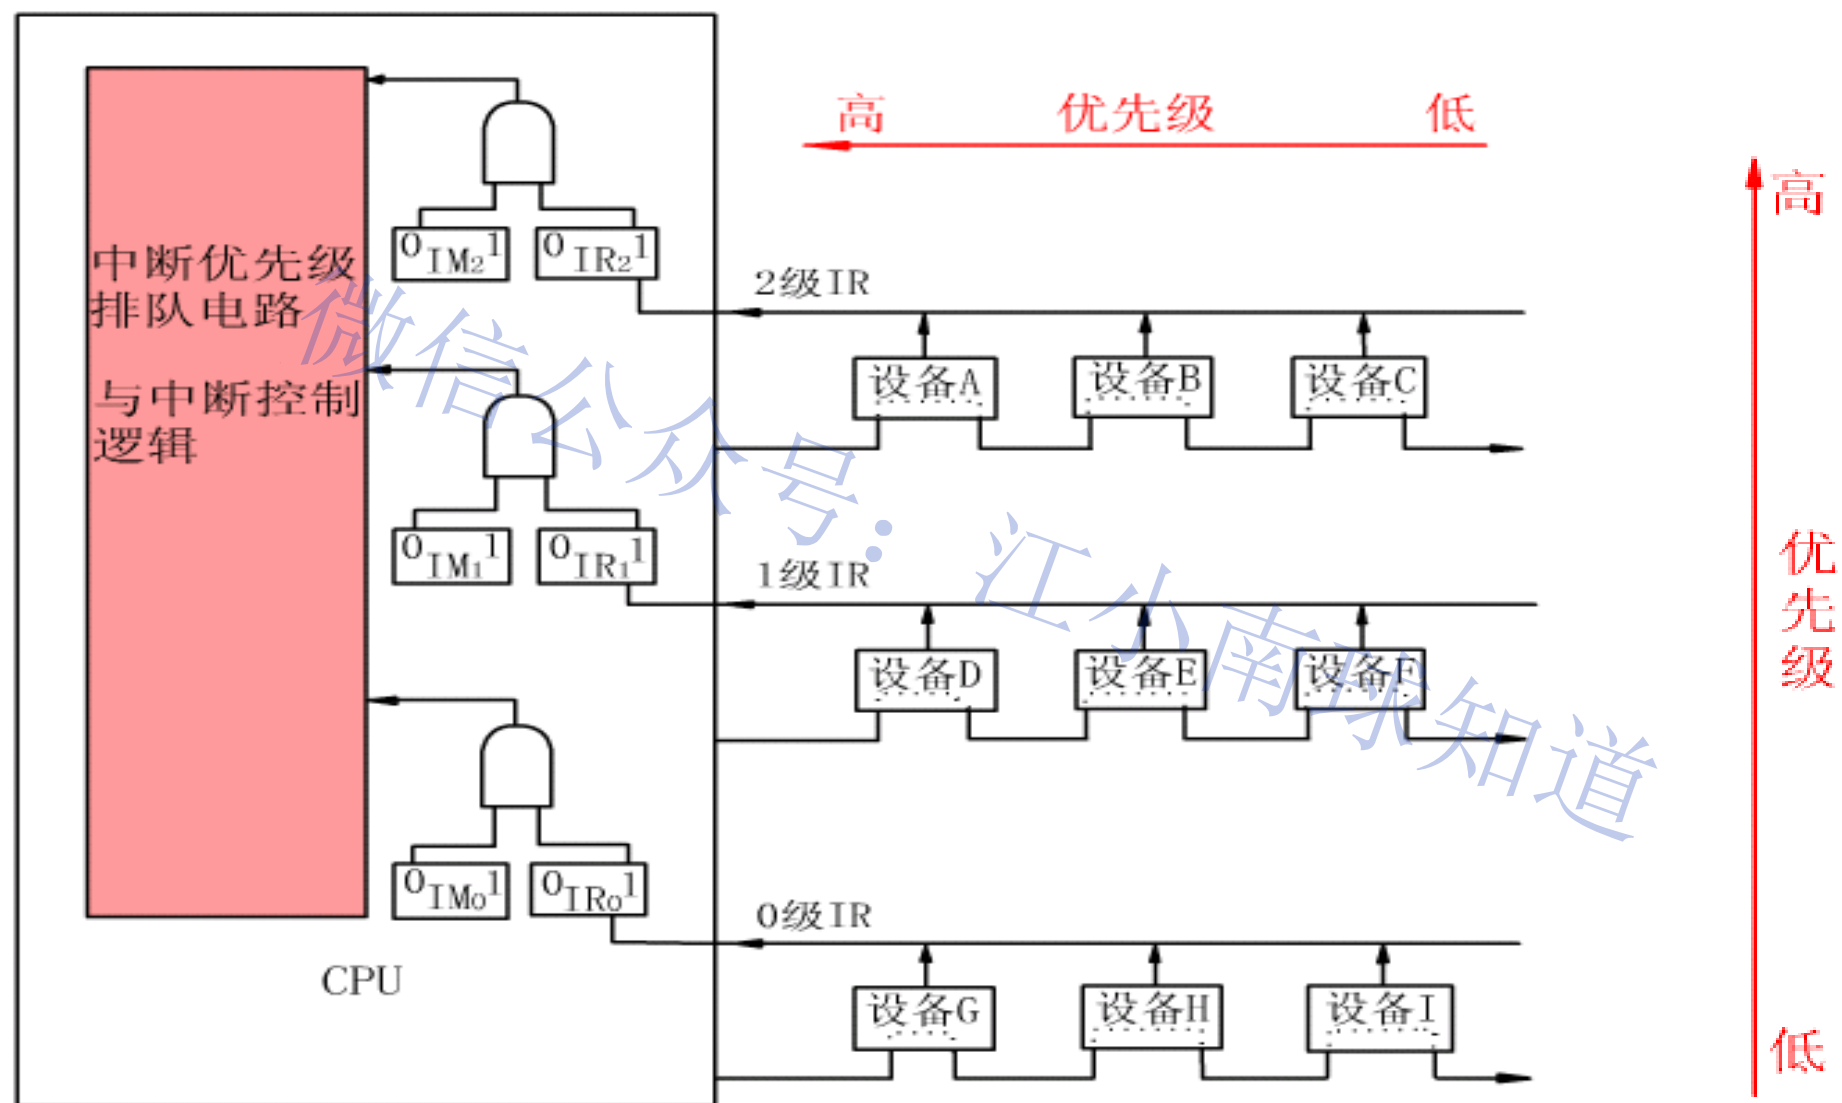 高 优先级 低
高
0 IM2 1
0 IR2 1
中断优先级
排队电路
与中断控制
逻辑
2级IR
设备A
设备B
设备C
0 IM1 1
0 IR1 1
1级IR
设备D
设备E
设备F
优先级
0 IM0 1
0 IR0 1
0级IR
设备G
设备H
设备I
CPU
低
微信公众号：江小南球知道